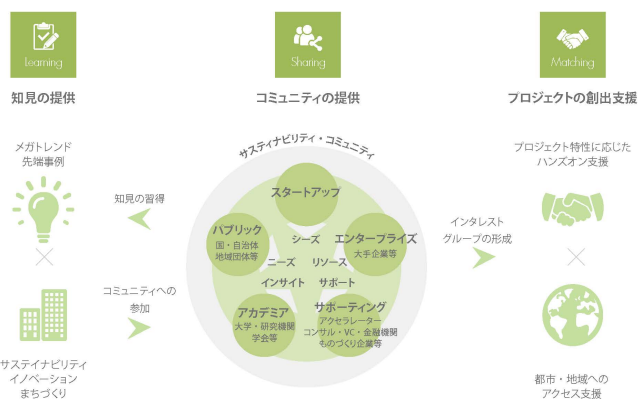 Learning
知見の提供
メガトレンド
先端事例
サステイナビリティ
イノベーション
まちづくり
知見の習得
コミュニティへの
参加
Sharing
コミュニティの提供
サスティナビリティ・コミュニティ
スタートアップ
パブリック
国・自治体
地域団体等
エンタープライズ
大手企業等
シーズ
ニーズ
リソース
インサイト
サポート
アカデミア
大学・研究機関
学会等
サポーティング
アクセラレーター
コンサル・VC・金融機関
ものづくり企業等
インタレスト
グループの形成
Matching
プロジェクトの創出支援
プロジェクト特性に応じた
ハンズオン支援
都市・地域への
アクセス支援